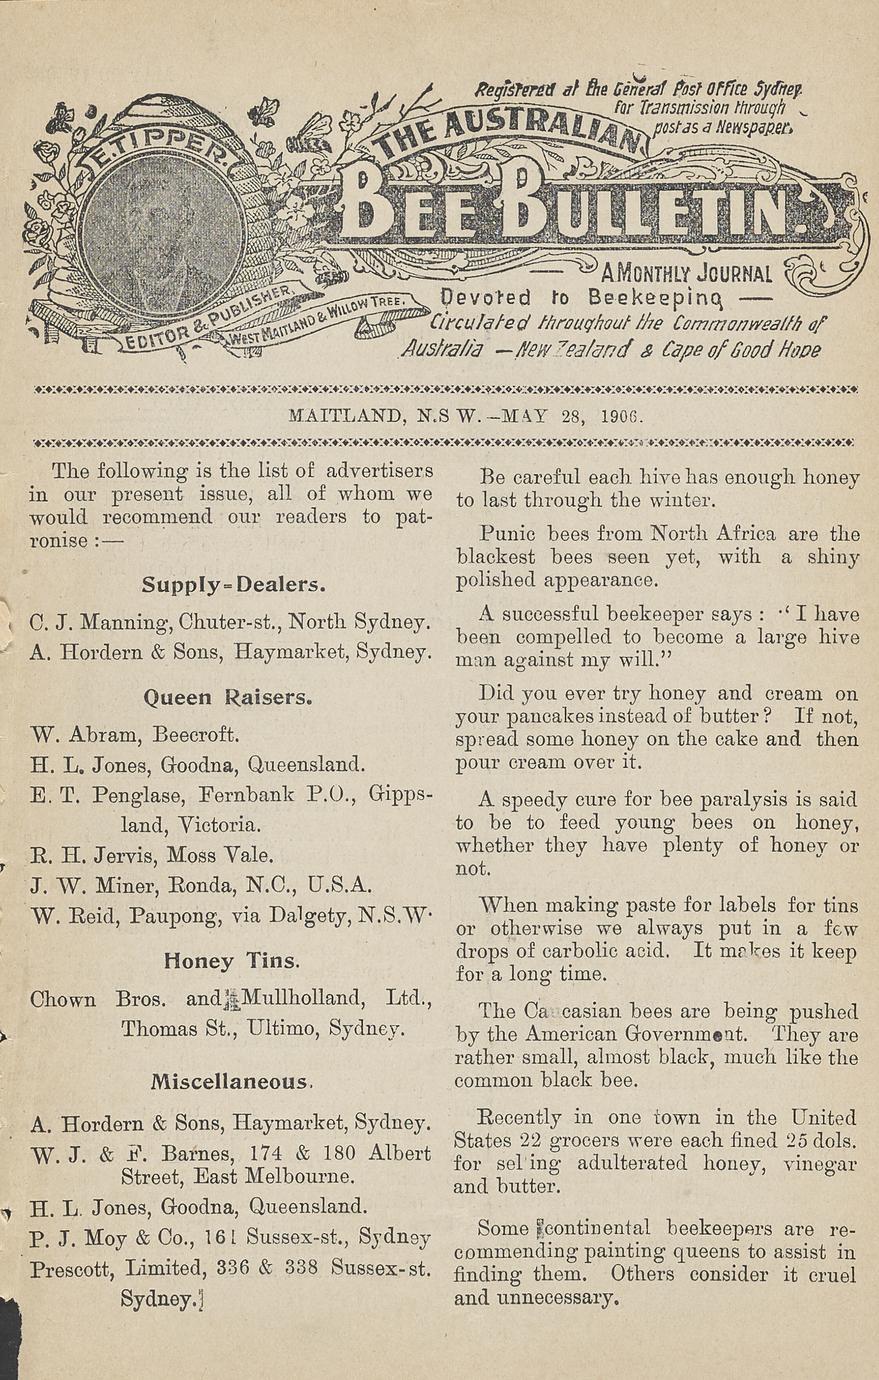 Registered at the General Post Office Sydney
for Transmission through
post as a Newspaper.
E. TIPPER.
THE AUSTRALIAN
BEE BULLETIN.
A MONTHLY JOURNAL
Devoted to Beekeeping —
EDITOR & PUBLISHER.
WEST MAITLAND & WILLOW TREE.
Circulated throughout the Commonwealth of
Australia — New Zealand & Cape of Good Hope
MAITLAND, N.S W.—MAY 28, 1906.
The following is the list of advertisers
in our present issue, all of whom we
would recommend our readers to pat-
ronise :—
Supply=Dealers.
C. J. Manning, Chuter-st., North Sydney.
A. Hordern & Sons, Haymarket, Sydney.
Queen Raisers.
W. Abram, Beecroft.
H. L. Jones, Goodna, Queensland.
E. T. Penglase, Fernbank P.O., Gipps-
land, Victoria.
R. H. Jervis, Moss Vale.
J. W. Miner, Ronda, N.C., U.S.A.
W. Reid, Paupong, via Dalgety, N.S.W·
Honey Tins.
Chown Bros. and Mullholland, Ltd.,
Thomas St., Ultimo, Sydney.
Miscellaneous.
A. Hordern & Sons, Haymarket, Sydney.
W. J. & F. Barnes, 174 & 180 Albert
Street, East Melbourne.
H. L. Jones, Goodna, Queensland.
P. J. Moy & Co., 161 Sussex-st., Sydney
Prescott, Limited, 336 & 338 Sussex-st.
Sydney.
Be careful each hive has enough honey
to last through the winter.
Punic bees from North Africa are the
blackest bees seen yet, with a shiny
polished appearance.
A successful beekeeper says : “ I have
been compelled to become a large hive
man against my will.”
Did you ever try honey and cream on
your pancakes instead of butter ? If not,
spread some honey on the cake and then
pour cream over it.
A speedy cure for bee paralysis is said
to be to feed young bees on honey,
whether they have plenty of honey or
not.
When making paste for labels for tins
or otherwise we always put in a few
drops of carbolic acid. It makes it keep
for a long time.
The Ca casian bees are being pushed
by the American Government. They are
rather small, almost black, much like the
common black bee.
Recently in one town in the United
States 22 grocers were each fined 25 dols.
for selling adulterated honey, vinegar
and butter.
Some continental beekeepers are re-
commending painting queens to assist in
finding them. Others consider it cruel
and unnecessary.